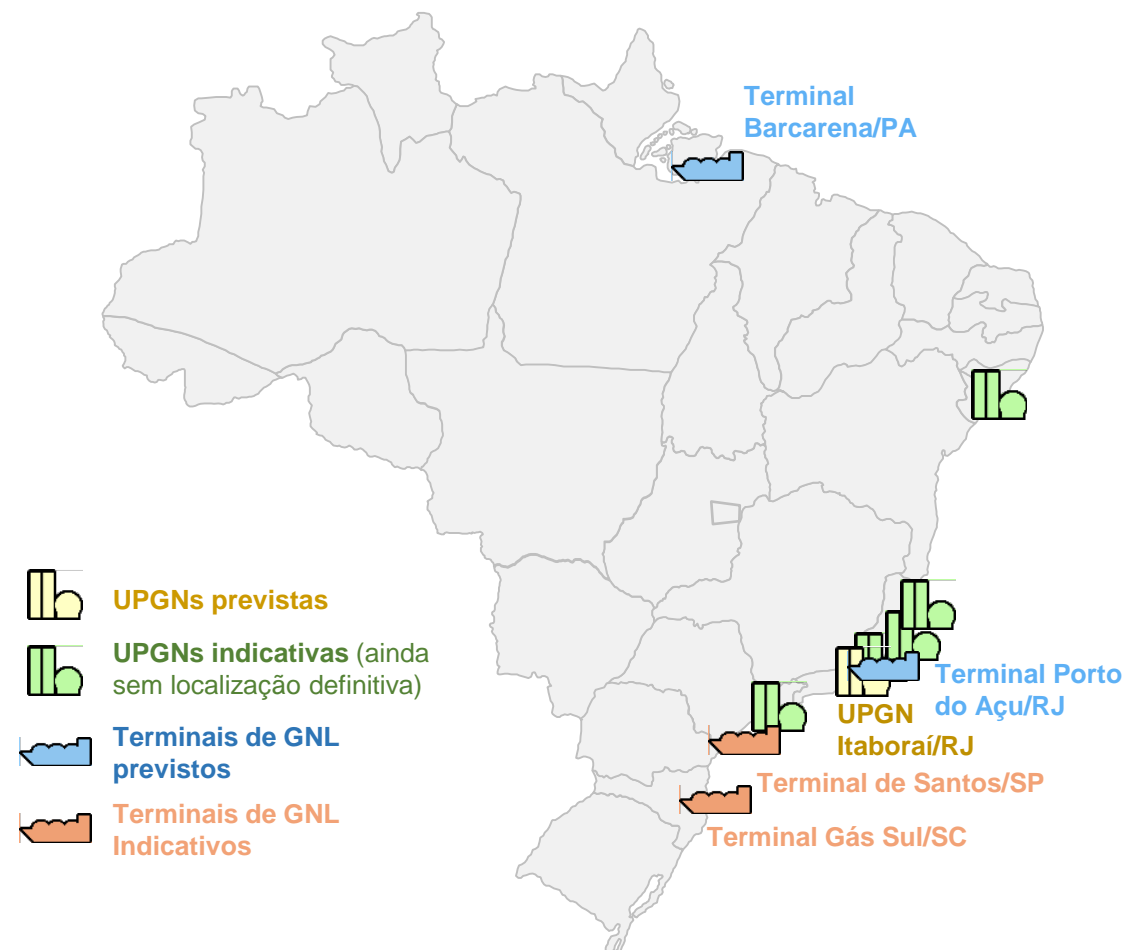 Terminal
Barcarena/PA
UPGNs previstas
UPGNs indicativas (ainda
sem localização definitiva)
Terminais de GNL
previstos
Terminais de GNL
Indicativos
Terminal Porto
do Açu/RJ
UPGN
Itaboraí/RJ
Terminal de Santos/SP
Terminal Gás Sul/SC